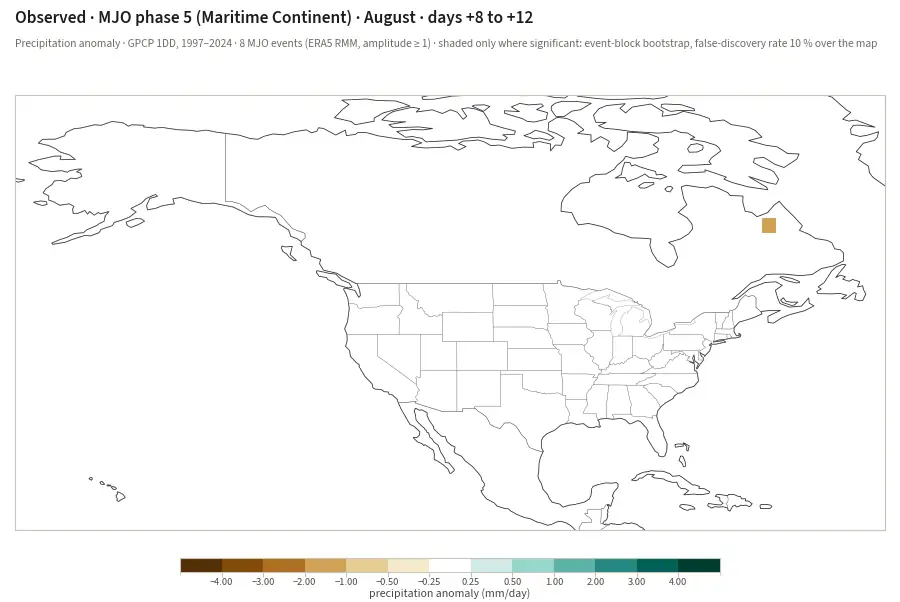 Observed · MJO phase 5 (Maritime Continent) · August · days +8 to +12
Precipitation anomaly · GPCP 1DD, 1997–2024 · 8 MJO events (ERA5 RMM, amplitude ≥ 1) · shaded only where significant: event-block bootstrap, false-discovery rate 10 % over the map
−4.00 −3.00 −2.00 −1.00 −0.50 −0.25 0.25 0.50 1.00 2.00 3.00 4.00
precipitation anomaly (mm/day)